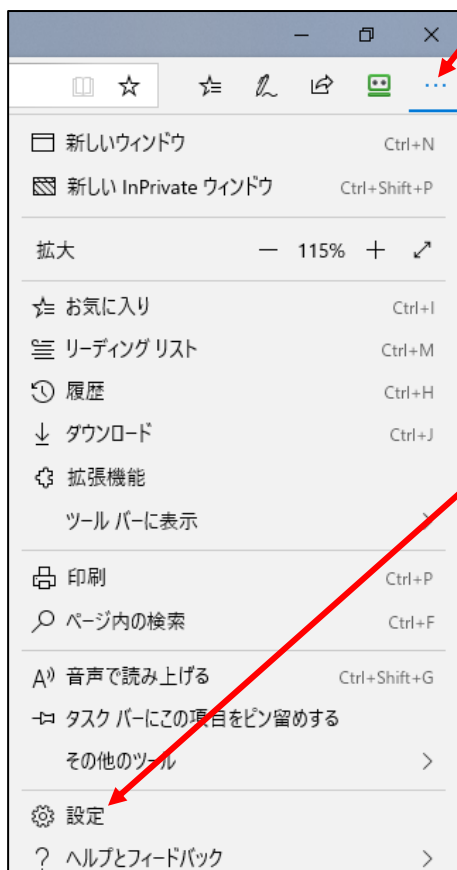 新しいウィンドウ Ctrl+N
新しい InPrivate ウィンドウ Ctrl+Shift+P
拡大 115%
お気に入り Ctrl+I
リーディング リスト Ctrl+M
履歴 Ctrl+H
ダウンロード Ctrl+J
拡張機能
ツール バーに表示
印刷 Ctrl+P
ページ内の検索 Ctrl+F
音声で読み上げる Ctrl+Shift+G
タスク バーにこの項目をピン留めする
その他のツール
設定
ヘルプとフィードバック